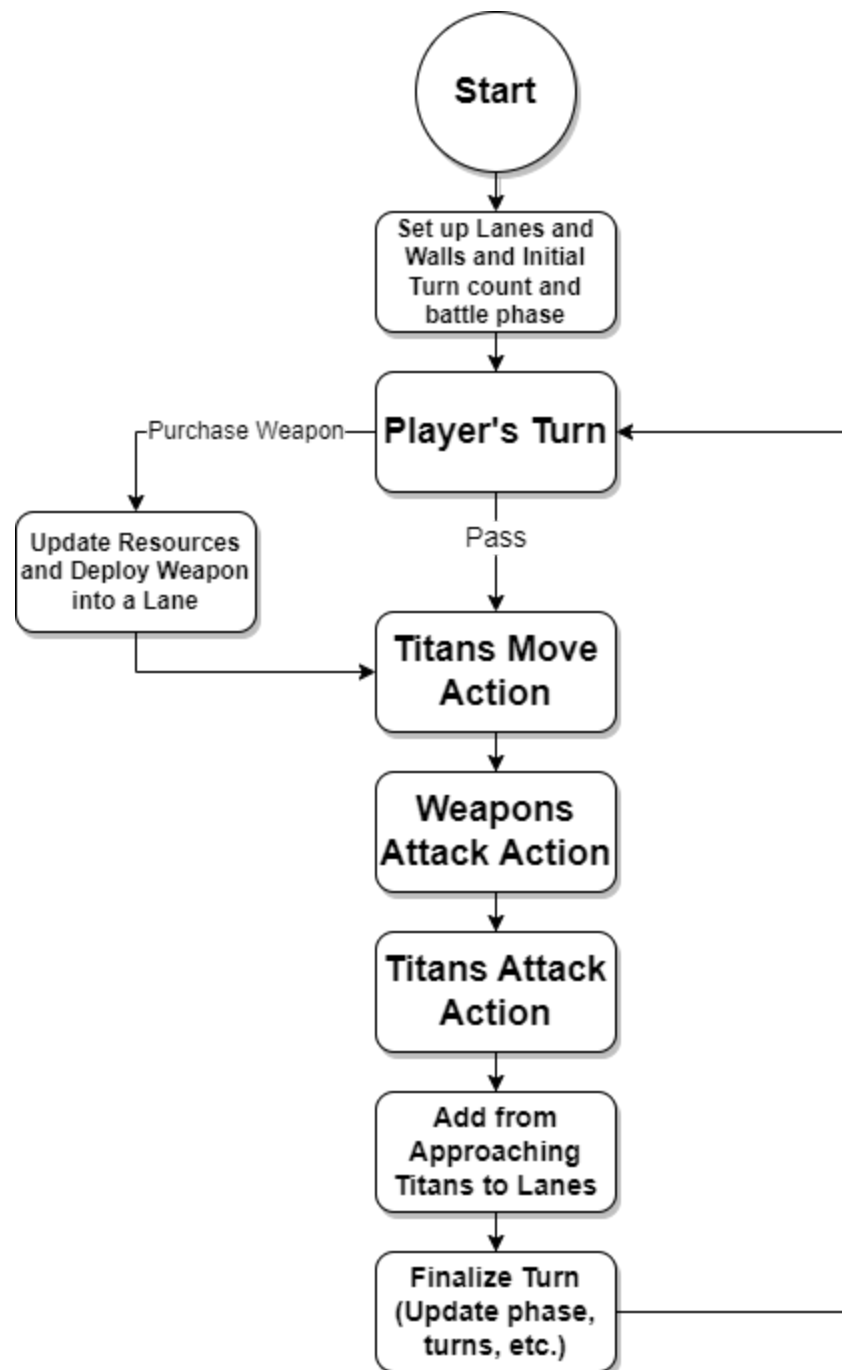 Start
Set up Lanes and
Walls and Initial
Turn count and
battle phase
Player's Turn
Purchase Weapon
Pass
Update Resources
and Deploy Weapon
into a Lane
Titans Move
Action
Weapons
Attack Action
Titans Attack
Action
Add from
Approaching
Titans to Lanes
Finalize Turn
(Update phase,
turns, etc.)